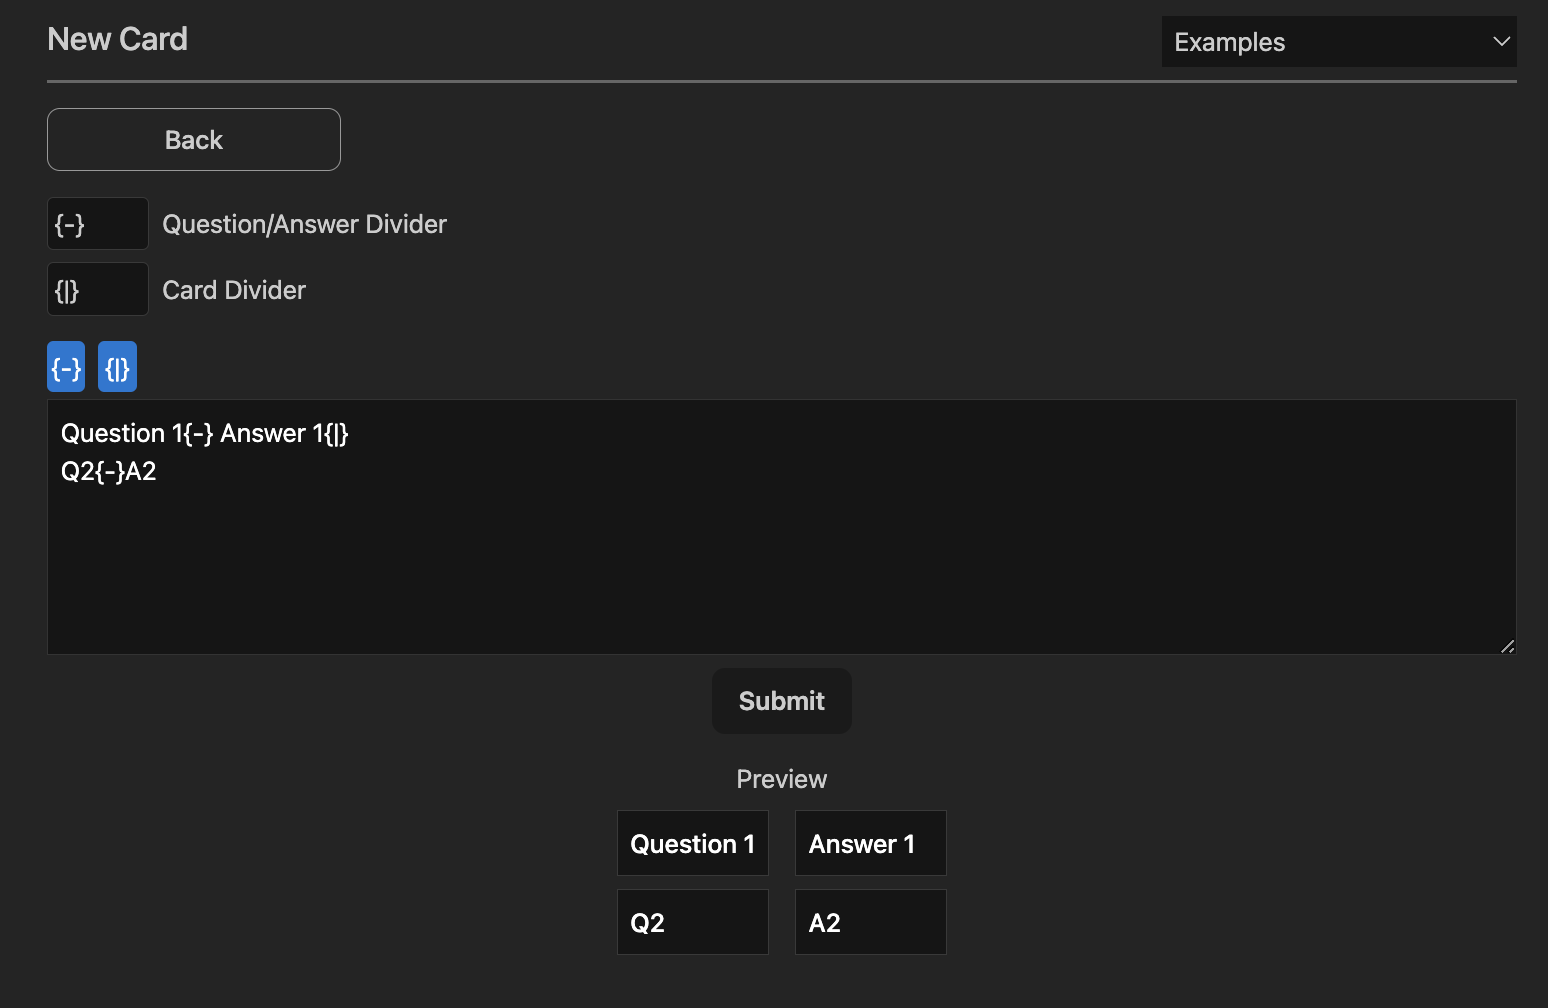 New Card
Examples
Back
{-} Question/Answer Divider
{|} Card Divider
{-} {|}
Question 1{-} Answer 1{|}
Q2{-}A2
Submit
Preview
Question 1 Answer 1
Q2 A2